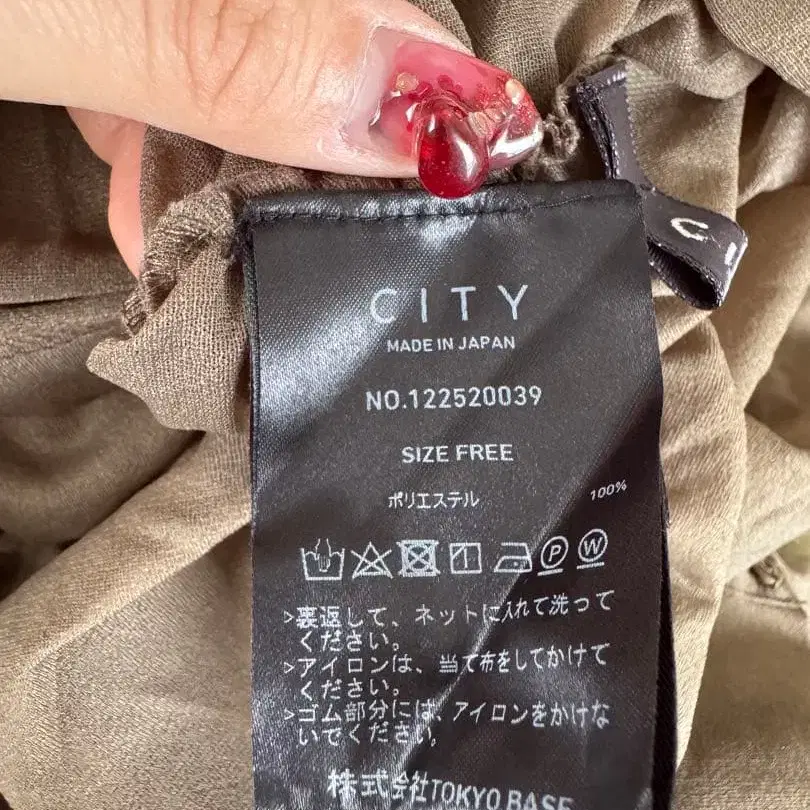 CITY
MADE IN JAPAN
NO.122520039
SIZE FREE
ポリエステル 100%
P W
>裏返して、ネットに入れて洗って
ください。
>アイロンは、当て布をしてかけて
ください。
>ゴム部分には、アイロンをかけな
いでください。
株式会社TOKYO BASE
C